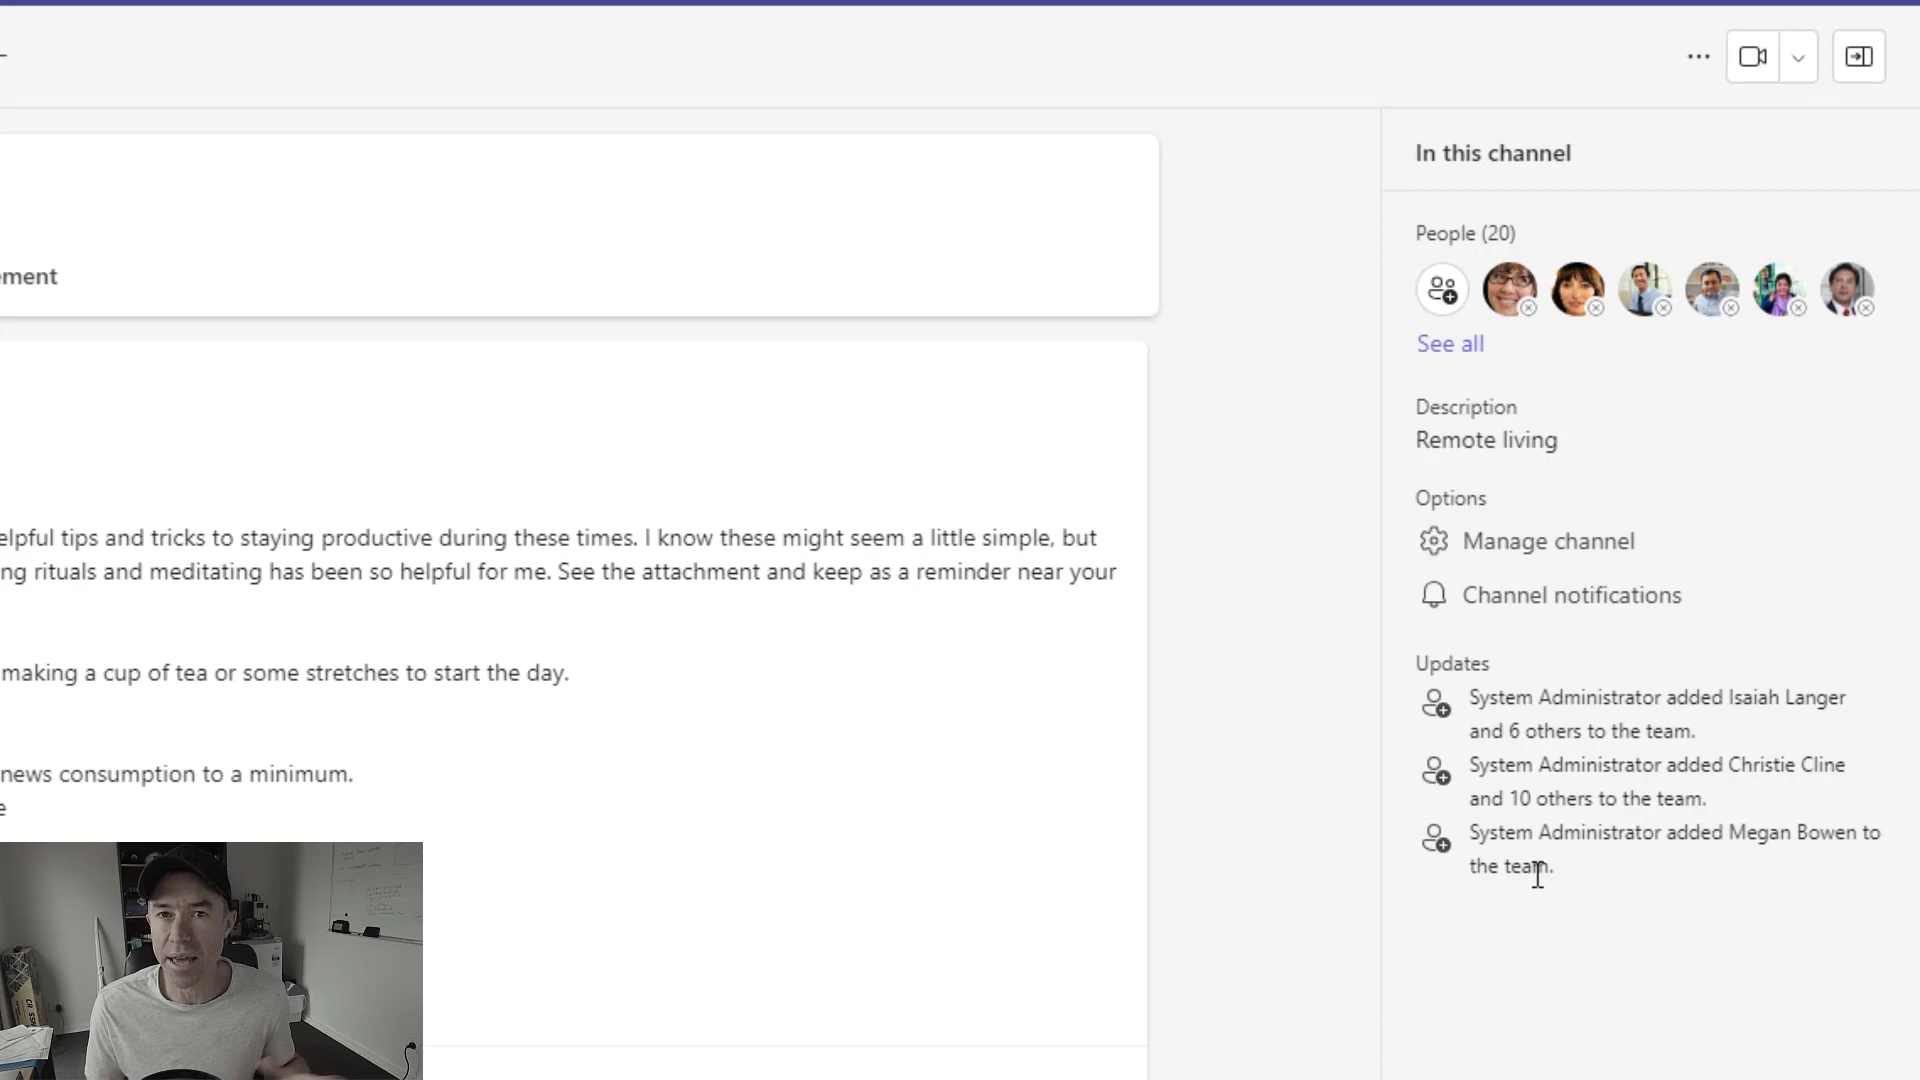 In this channel
People (20)
See all
Description
Remote living
Options
Manage channel
Channel notifications
Updates
System Administrator added Isaiah Langer
and 6 others to the team.
System Administrator added Christie Cline
and 10 others to the team.
System Administrator added Megan Bowen to
the team.
ement
elpful tips and tricks to staying productive during these times. I know these might seem a little simple, but
ng rituals and meditating has been so helpful for me. See the attachment and keep as a reminder near your
making a cup of tea or some stretches to start the day.
news consumption to a minimum.
e